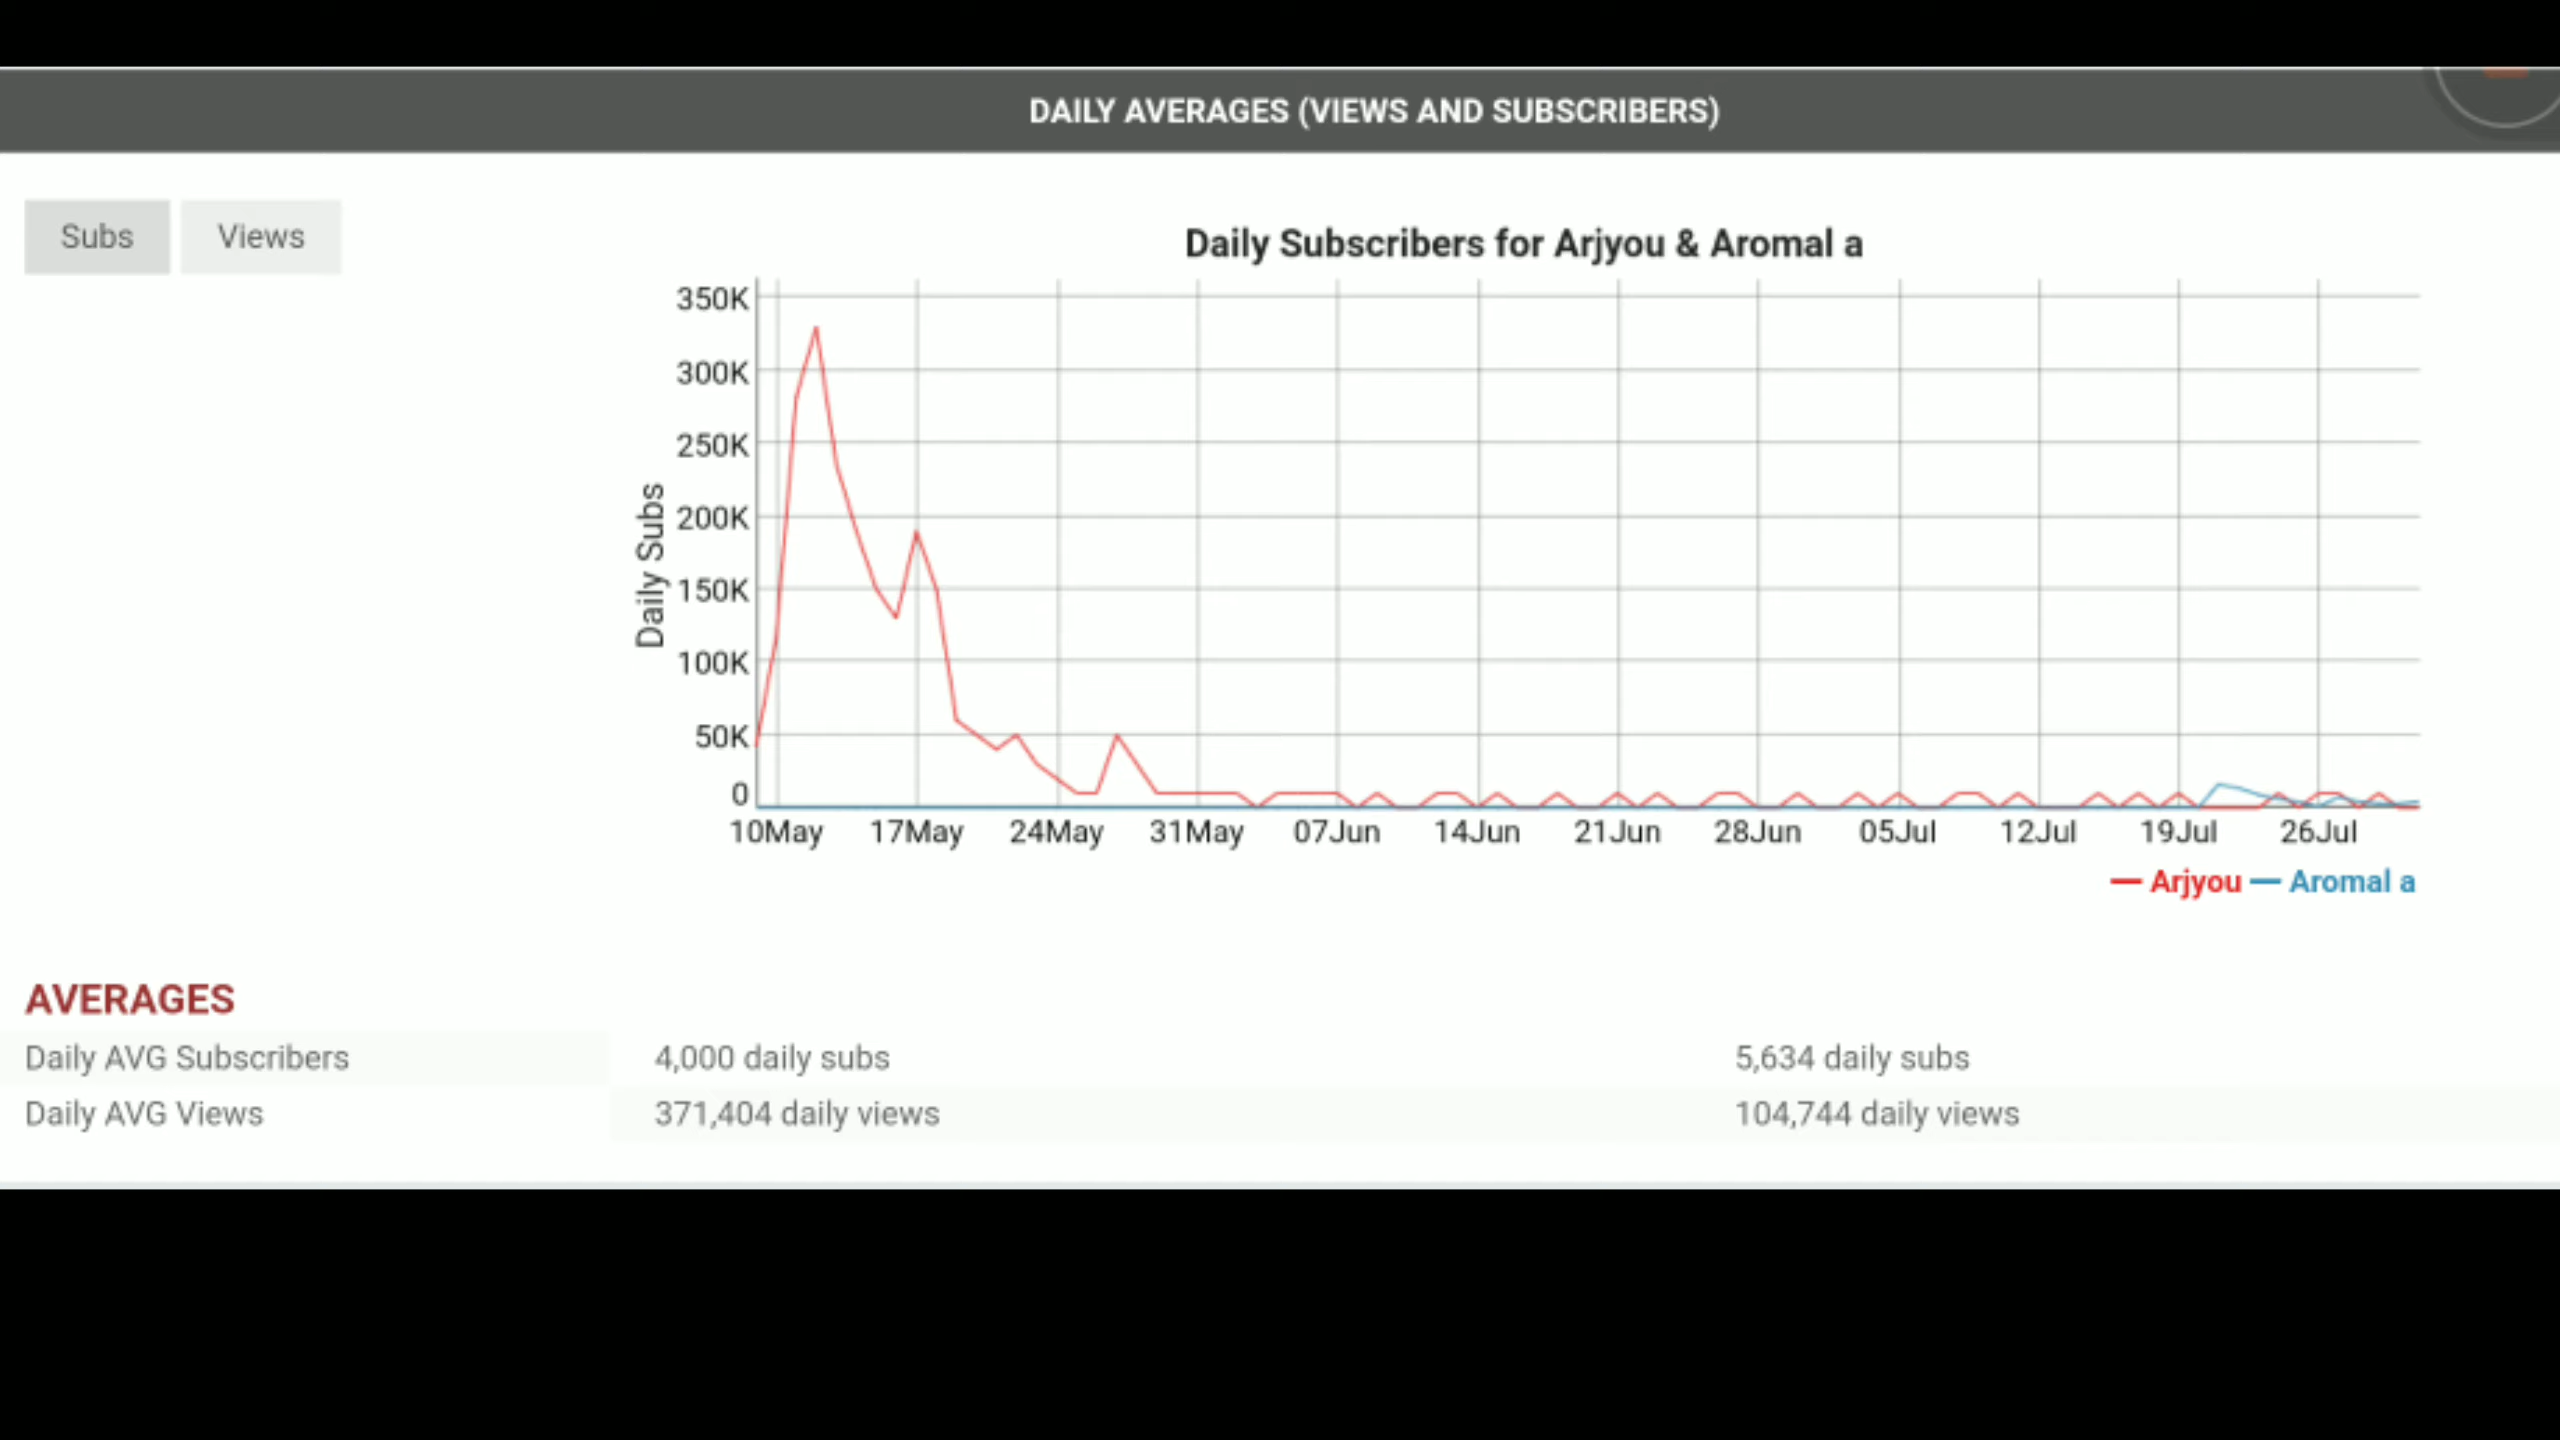 DAILY AVERAGES (VIEWS AND SUBSCRIBERS)
Subs Views
Daily Subscribers for Arjyou & Aromal a
350K
300K
250K
200K
150K
100K
50K
0
Daily Subs
10May 17May 24May 31May 07Jun 14Jun 21Jun 28Jun 05Jul 12Jul 19Jul 26Jul
Arjyou Aromal a
AVERAGES
Daily AVG Subscribers 4,000 daily subs 5,634 daily subs
Daily AVG Views 371,404 daily views 104,744 daily views